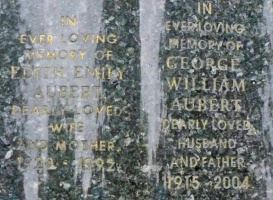 IN
EVER LOVING
MEMORY OF
EDITH EMILY
AUBERT
DEARLY LOVED
WIFE
AND MOTHER
IN
EVER LOVING
MEMORY OF
GEORGE
WILLIAM
AUBERT
DEARLY LOVED
HUSBAND
AND FATHER
1915 - 2004